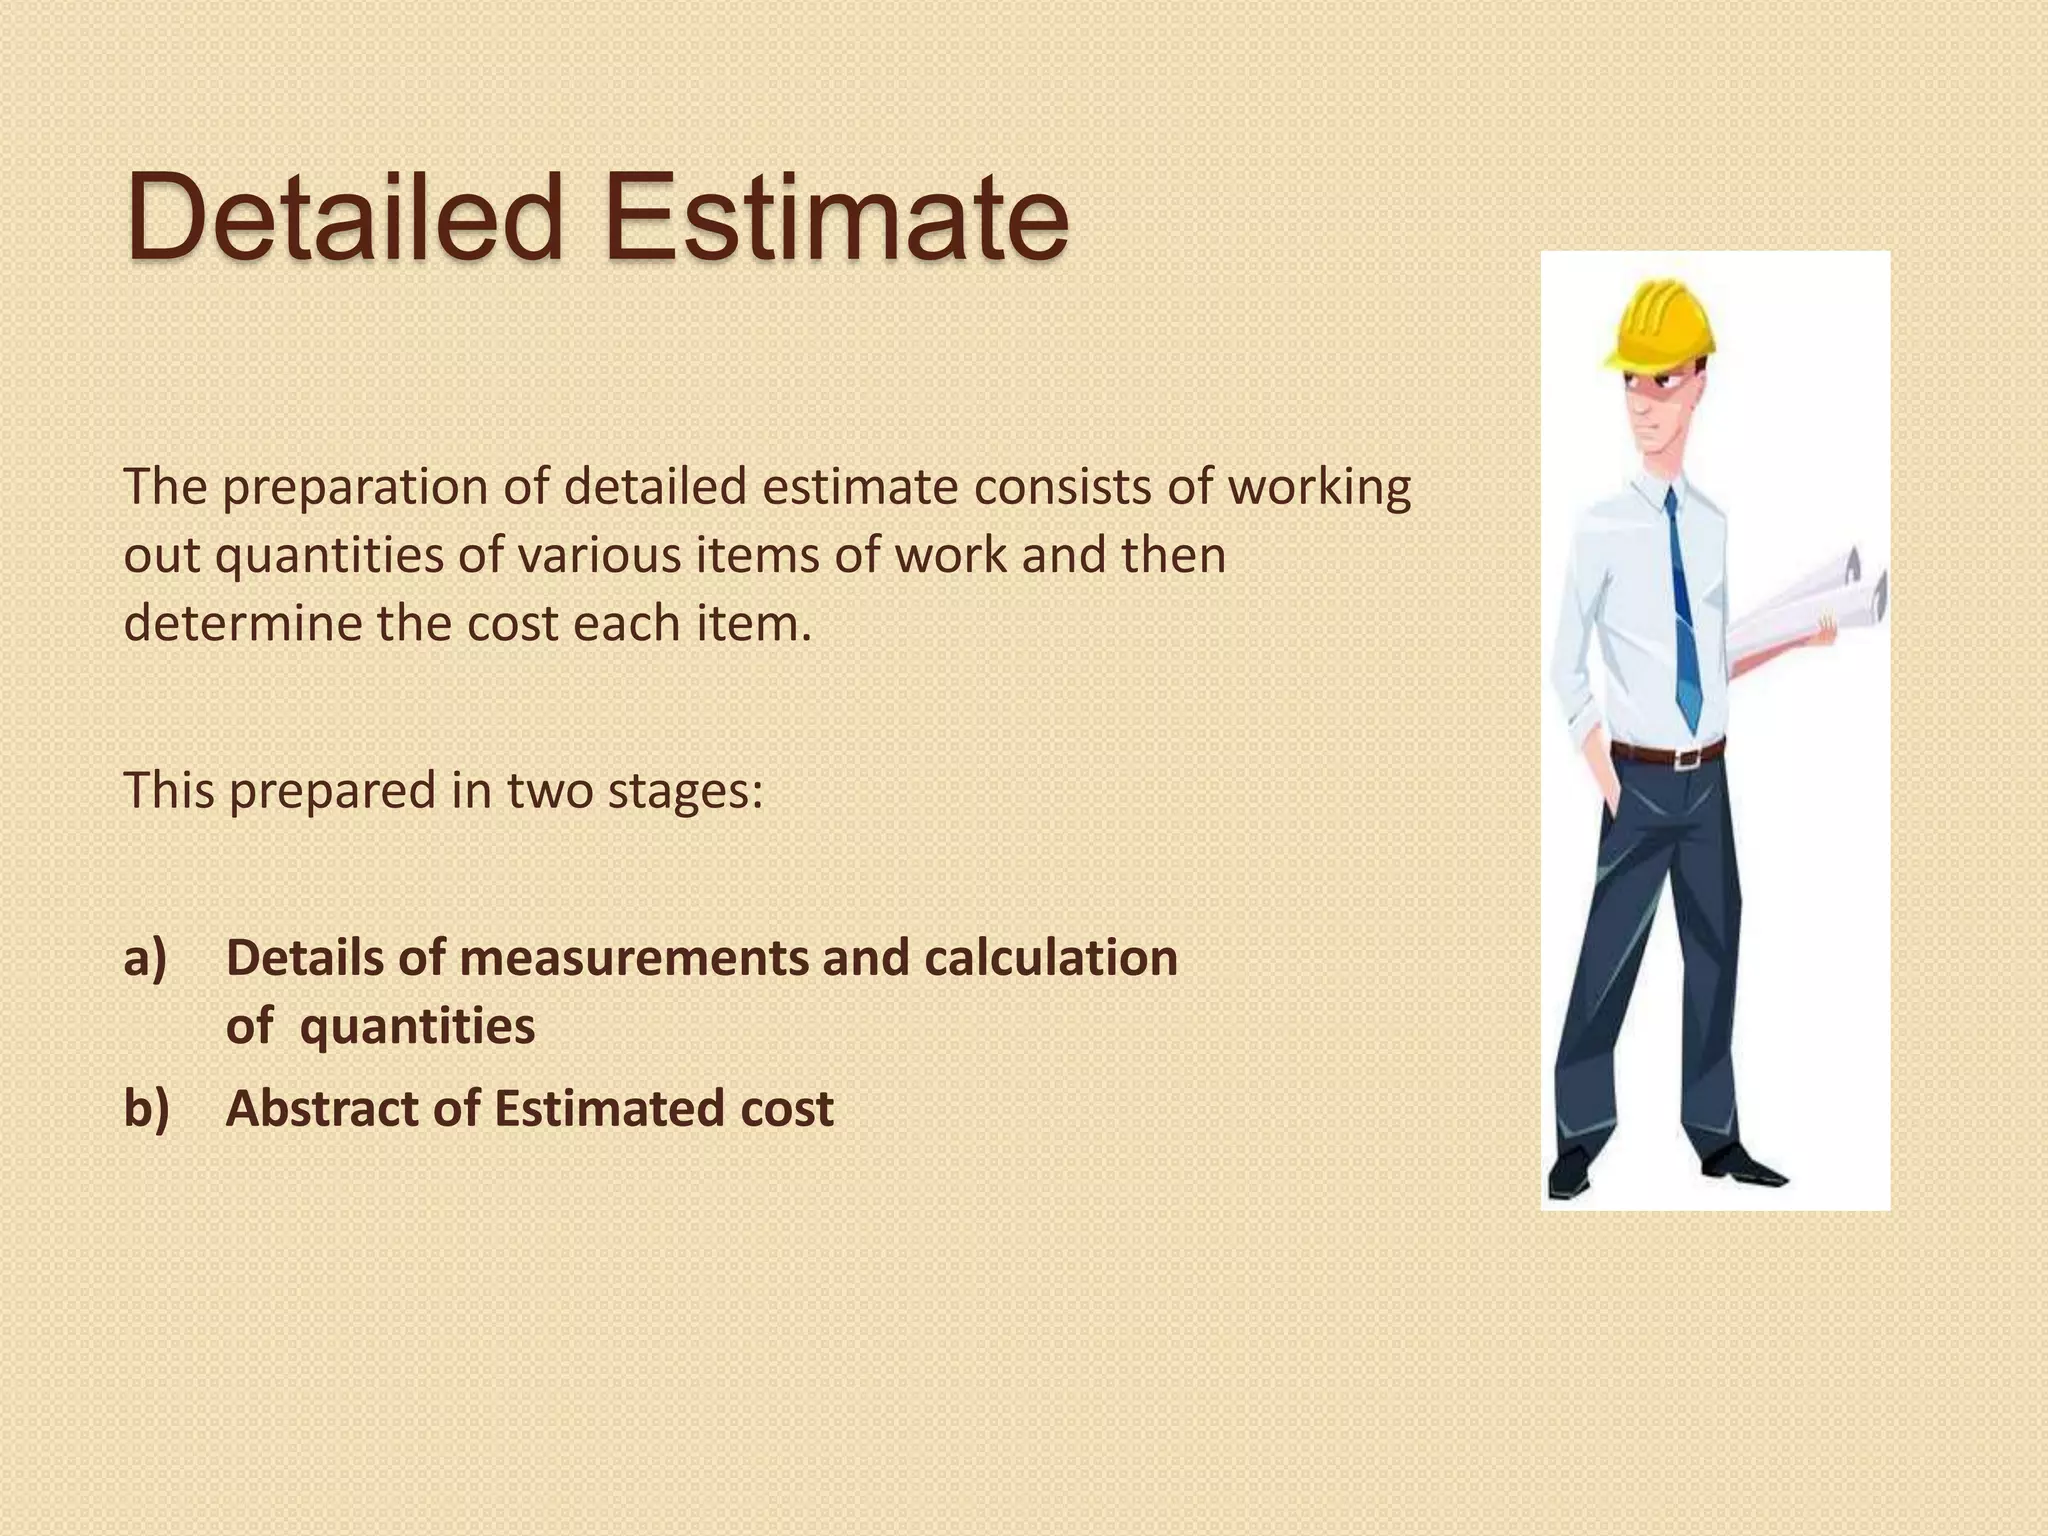 Detailed Estimate
The preparation of detailed estimate consists of working
out quantities of various items of work and then
determine the cost each item.
This prepared in two stages:
a) Details of measurements and calculation
of quantities
b) Abstract of Estimated cost